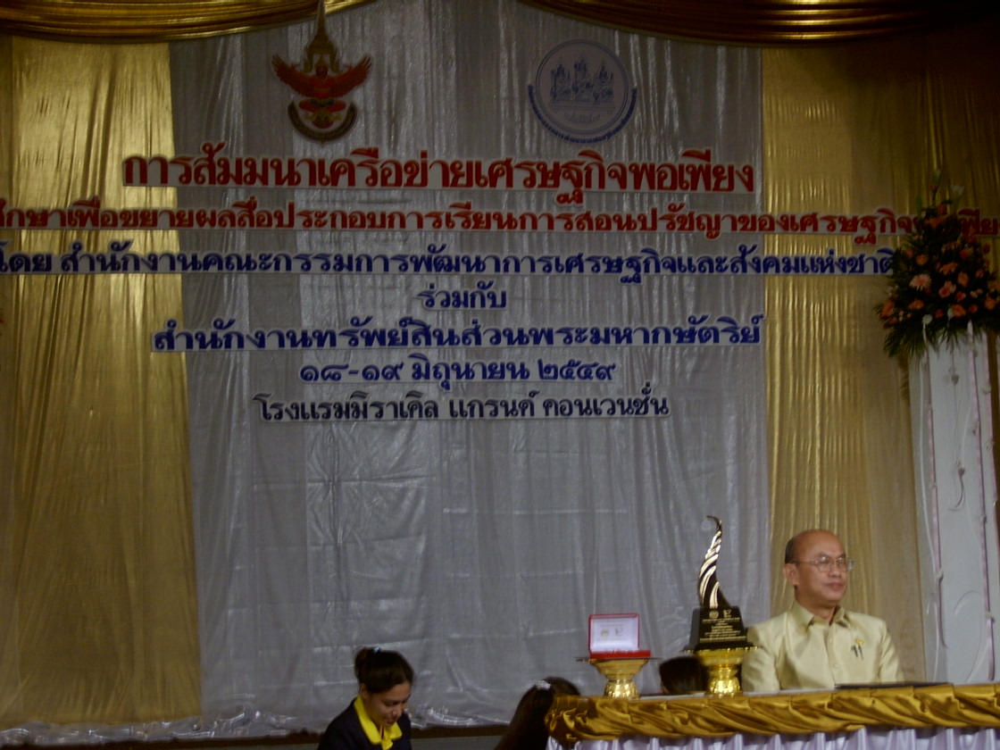 การสัมมนาเครือข่ายเศรษฐกิจพอเพียง
เพื่อขยายผลสื่อประกอบการเรียนการสอนปรัชญาของเศรษฐกิจ
โดย สำนักงานคณะกรรมการพัฒนาการเศรษฐกิจและสังคมแห่งชาติ
ร่วมกับ
สำนักงานทรัพย์สินส่วนพระมหากษัตริย์
๑๘-๑๙ มิถุนายน ๒๕๔๙
โรงแรมมิราเคิล แกรนด์ คอนเวนชั่น